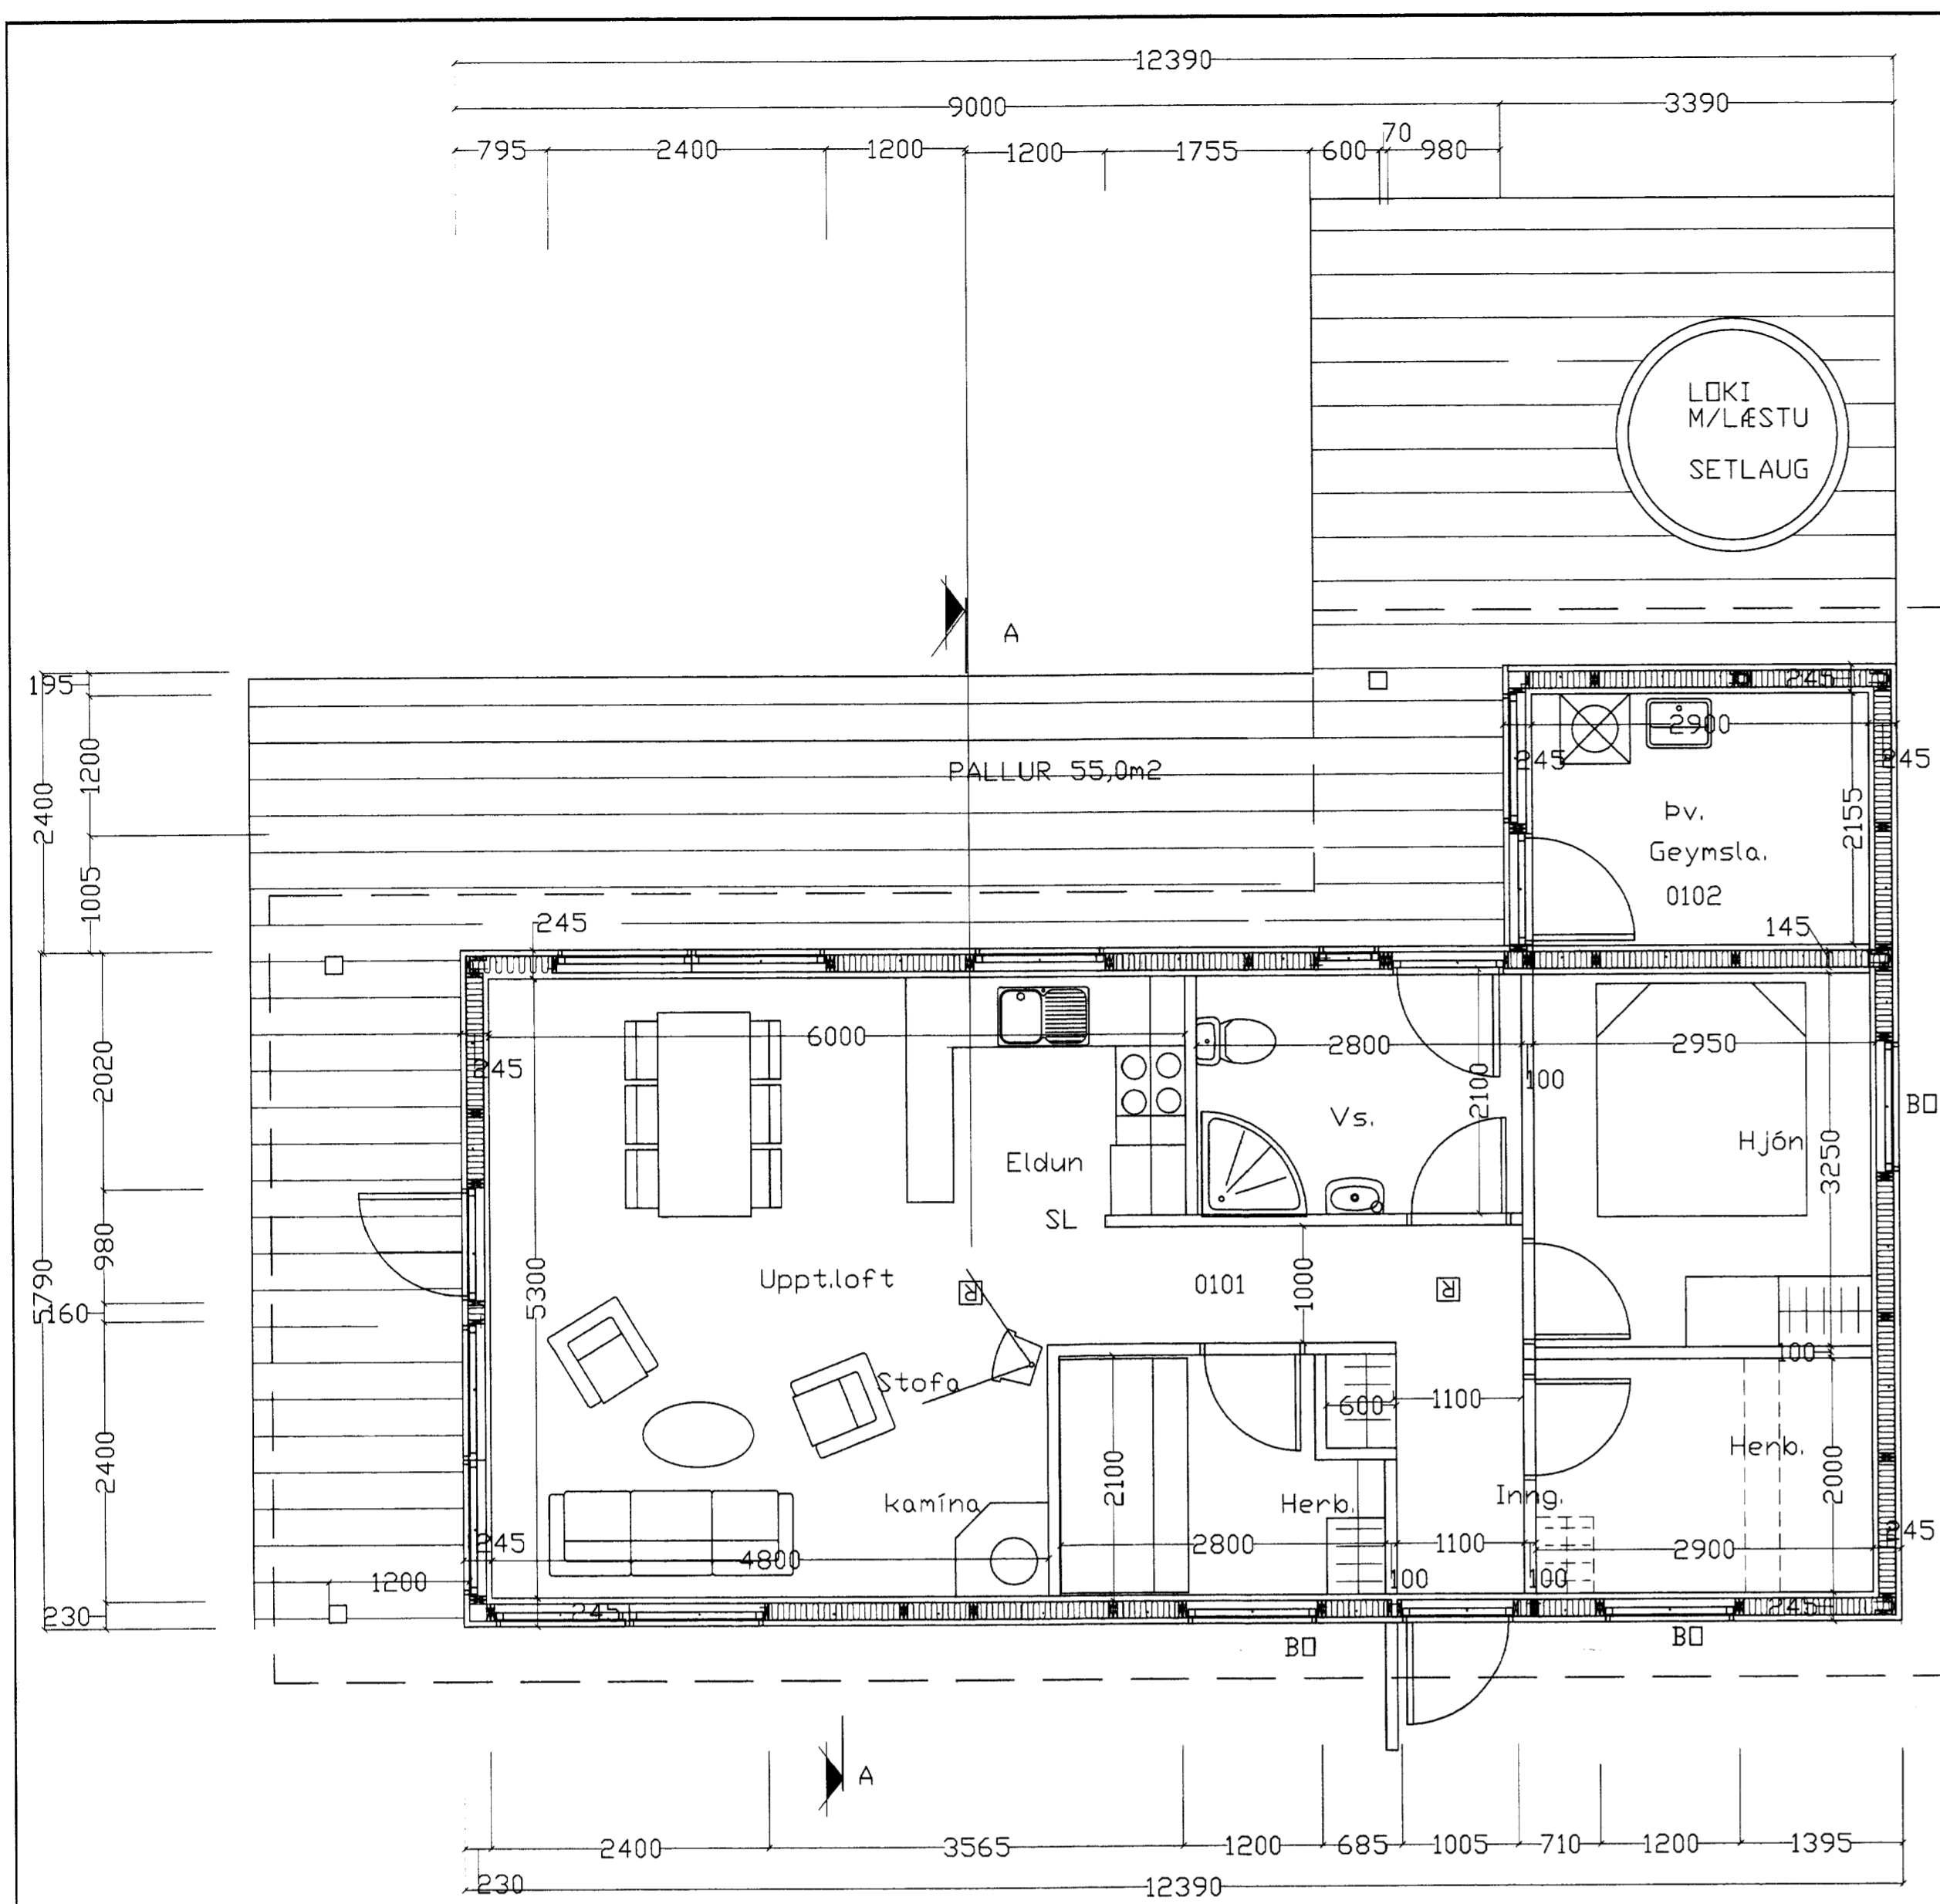 12390
9000 3390
795 2400 1200 1200 1755 600 70 980
LOKI
M/LÆSTU
SETLAUG
A
195
1200
2400
1005
245
2900
245 245
PALLUR 55,0m2
Þv.
Geymsla.
0102
2155
245
145
6000
2800
2950
245
100
2100
Vs.
Hjón
BO
Eldun
SL
3250
2020
980
5790
160
2400
230
5300
Uppt.loft
R
0101
1000
R
100
Stofa
600
1100
Herb.
2100
2000
kamína
Herb.
Inng.
245
4800
2800
1100
2900
245
1200
100
100
245
245
BO
BO
A
2400 3565 1200 685 1005 710 1200 1395
230
12390